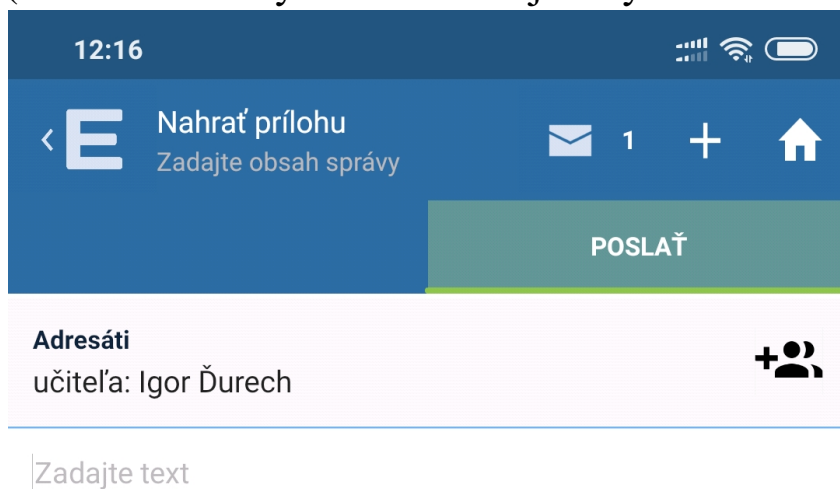 12:16
E
Nahrať prílohu
1
Zadajte obsah správy
POSLAŤ
Adresáti
učiteľa: Igor Ďurech
Zadajte text